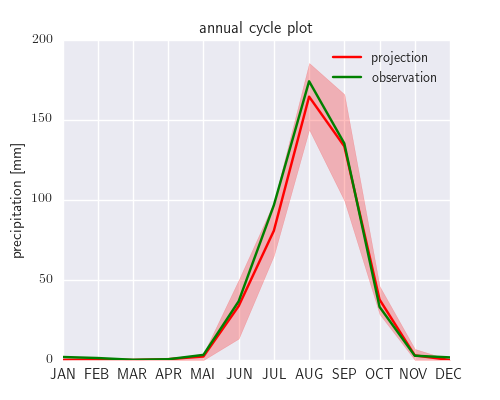 annual cycle plot
projection
observation
precipitation [mm]
200
150
100
50
0
JAN FEB MAR APR MAI JUN JUL AUG SEP OCT NOV DEC